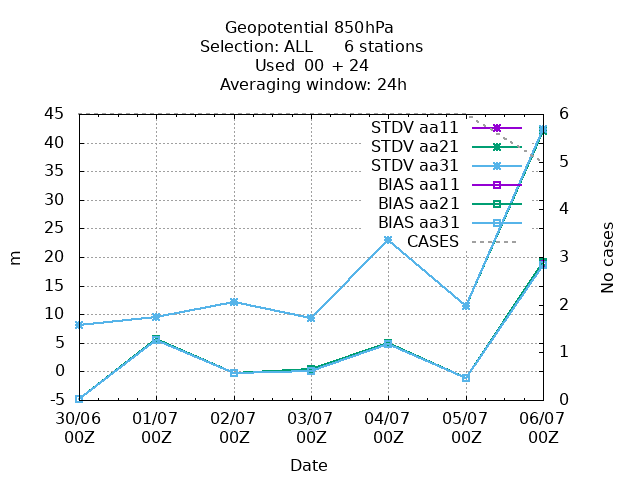 Geopotential 850hPa
Selection: ALL 6 stations
Used 00 + 24
Averaging window: 24h
45
40
35
30
25
20
15
10
5
0
-5
m
6
5
4
3
2
1
0
No cases
STDV aa11
STDV aa21
STDV aa31
BIAS aa11
BIAS aa21
BIAS aa31
CASES
30/06 01/07 02/07 03/07 04/07 05/07 06/07
00Z 00Z 00Z 00Z 00Z 00Z 00Z
Date